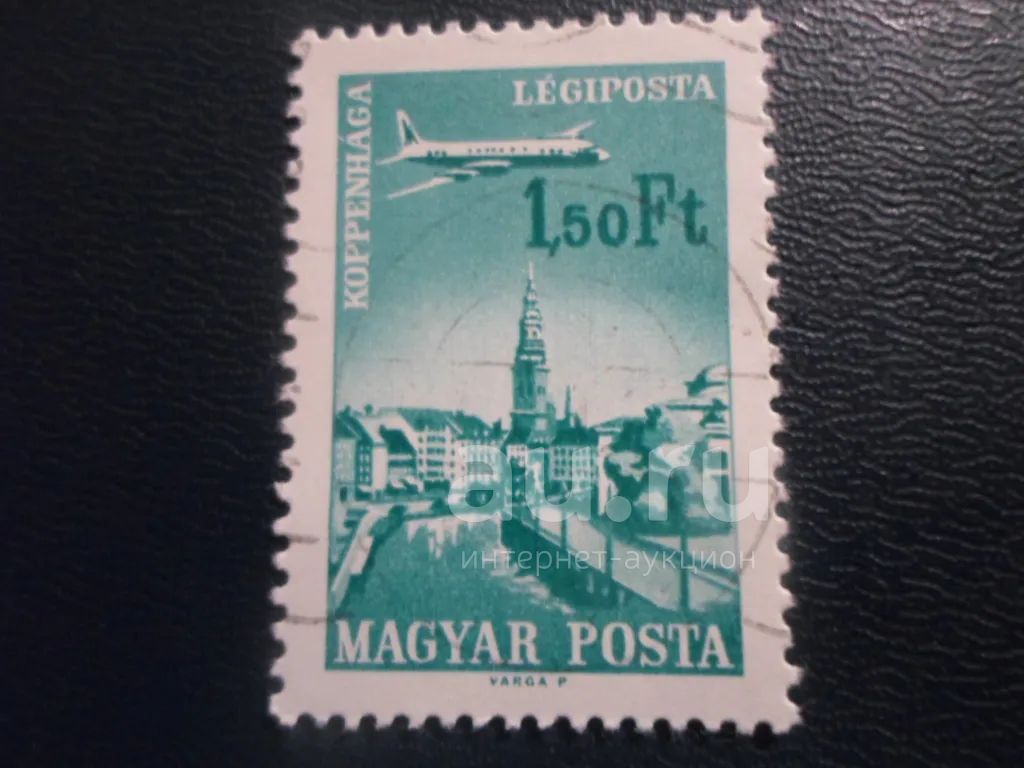 LÉGIPOSTA
KOPPENHÁGA
1,50 Ft
MAGYAR POSTA
VARGA P
au.ru
интернет-аукцион